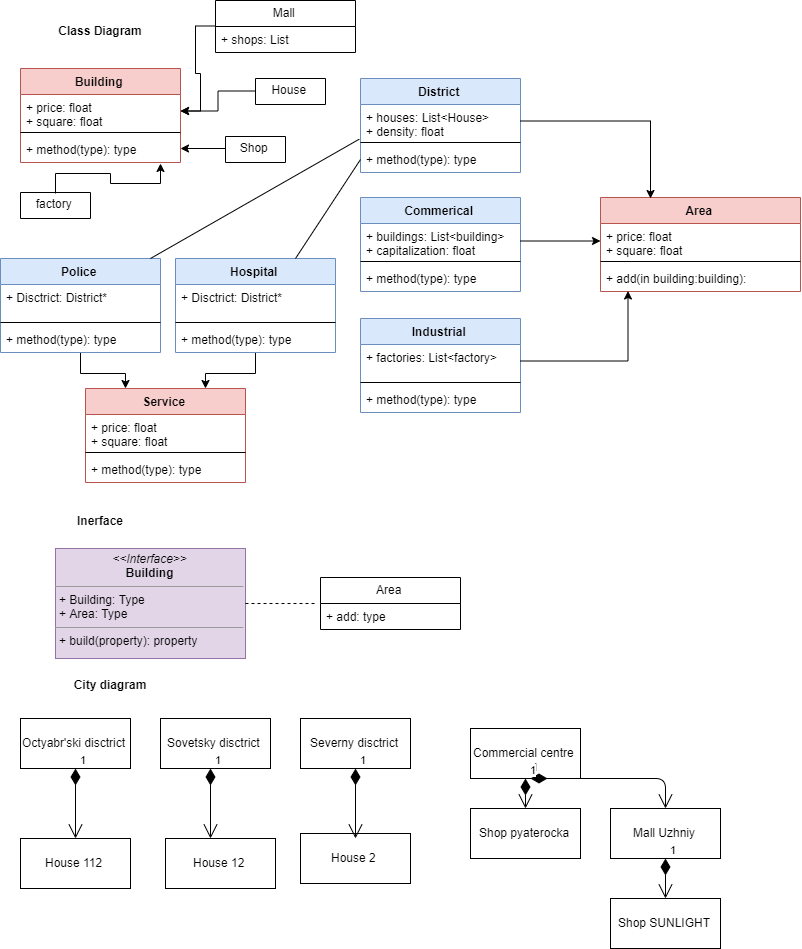 Class Diagram
Mall
+ shops: List
Building
+ price: float
+ square: float
+ method(type): type
House
Shop
factory
District
+ houses: List<House>
+ density: float
+ method(type): type
Commerical
+ buildings: List<building>
+ capitalization: float
+ method(type): type
Area
+ price: float
+ square: float
+ add(in building:building):
Police
+ Disctrict: District*
+ method(type): type
Hospital
+ Disctrict: District*
+ method(type): type
Industrial
+ factories: List<factory>
+ method(type): type
Service
+ price: float
+ square: float
+ method(type): type
Inerface
<<Interface>>
Building
+ Building: Type
+ Area: Type
+ build(property): property
Area
+ add: type
City diagram
Octyabr'ski disctrict
1
Sovetsky disctrict
1
Severny disctrict
1
Commercial centre
1
House 112
House 12
House 2
Shop pyaterocka
Mall Uzhniy
1
Shop SUNLIGHT